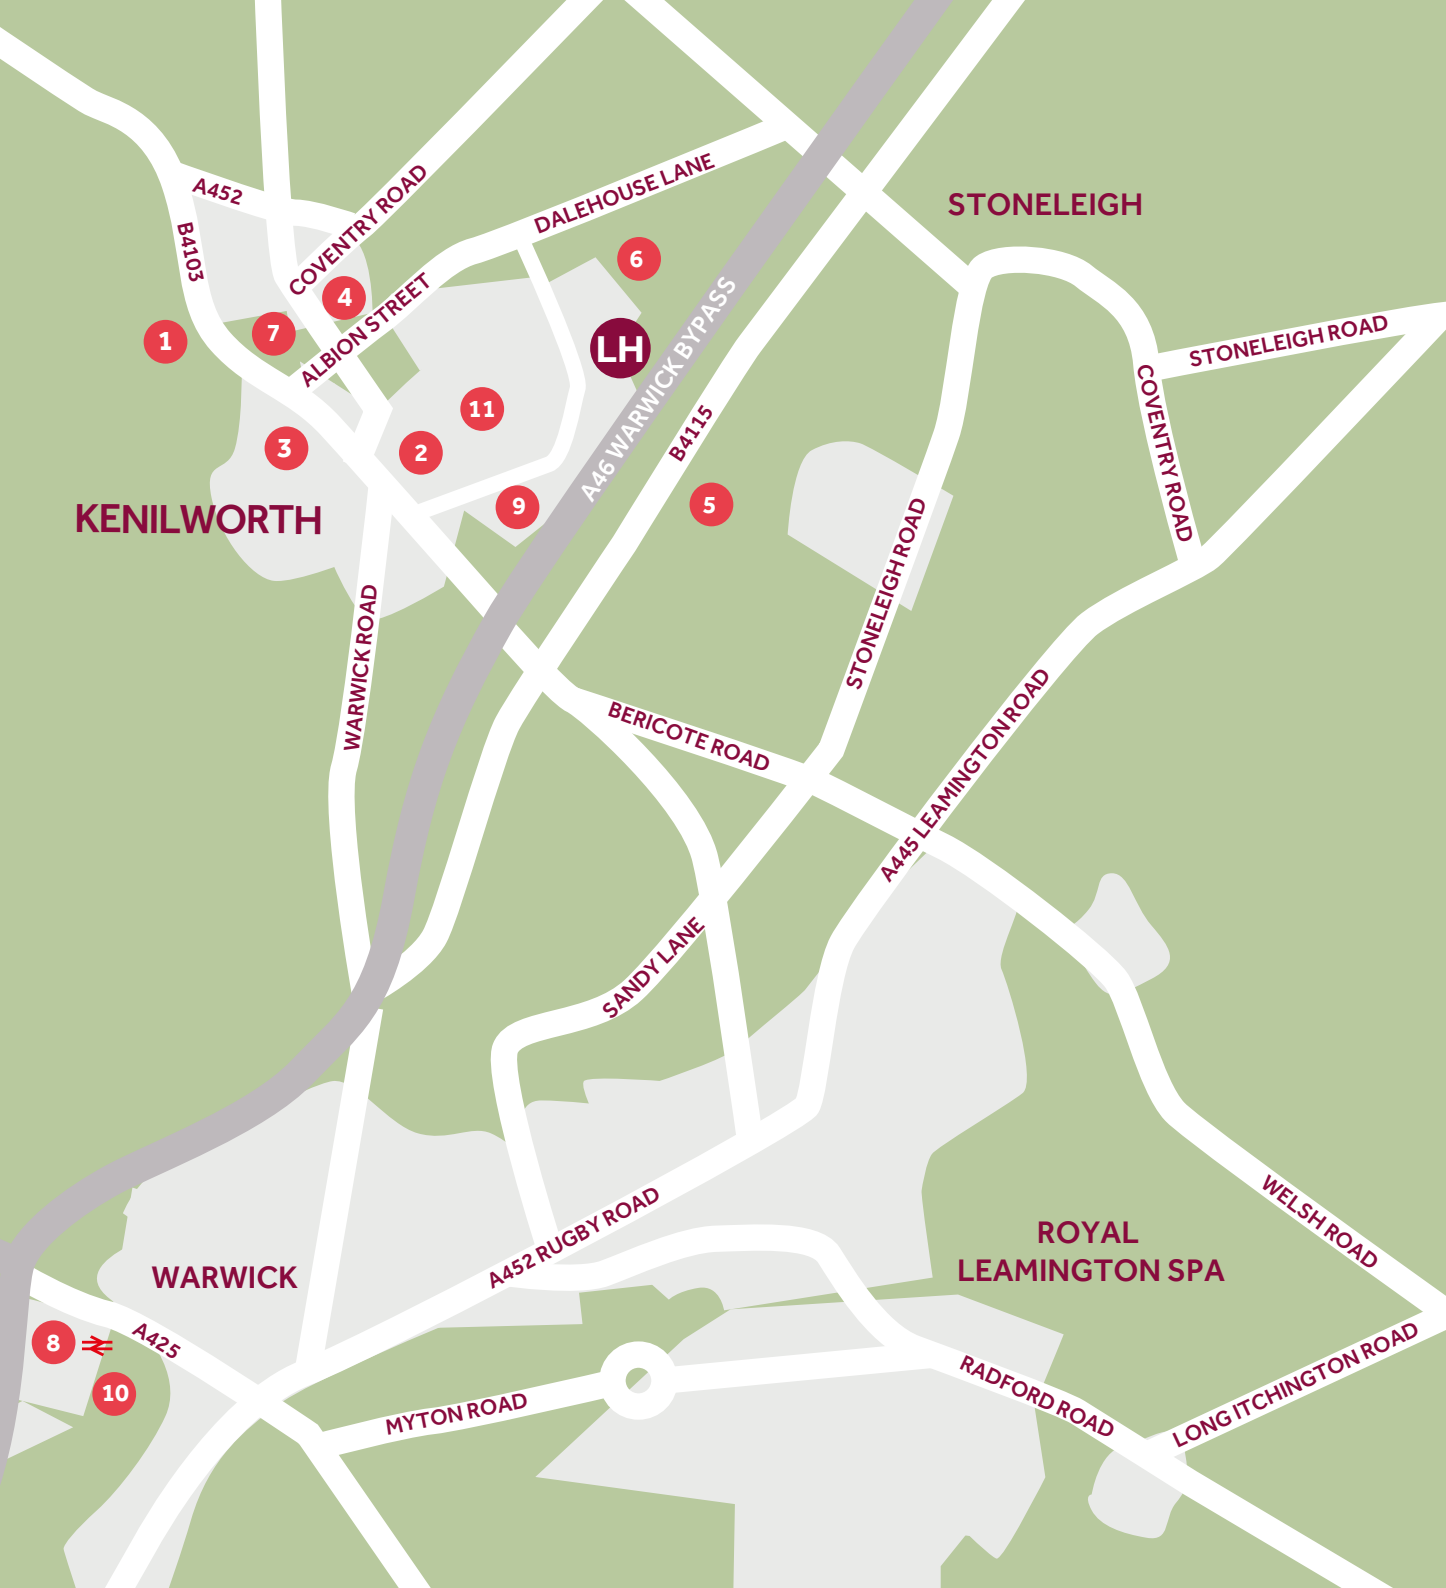 A452
COVENTRY ROAD
DALEHOUSE LANE
STONELEIGH
B4103
6
4
ALBION STREET
7
1
LH
A46 WARWICK BYPASS
STONELEIGH ROAD
11
B4115
COVENTRY ROAD
3
2
9
5
KENILWORTH
STONELEIGH ROAD
WARWICK ROAD
BERICOTE ROAD
A445 LEAMINGTON ROAD
SANDY LANE
WELSH ROAD
A452 RUGBY ROAD
ROYAL
LEAMINGTON SPA
WARWICK
8
A425
10
MYTON ROAD
RADFORD ROAD
LONG ITCHINGTON ROAD